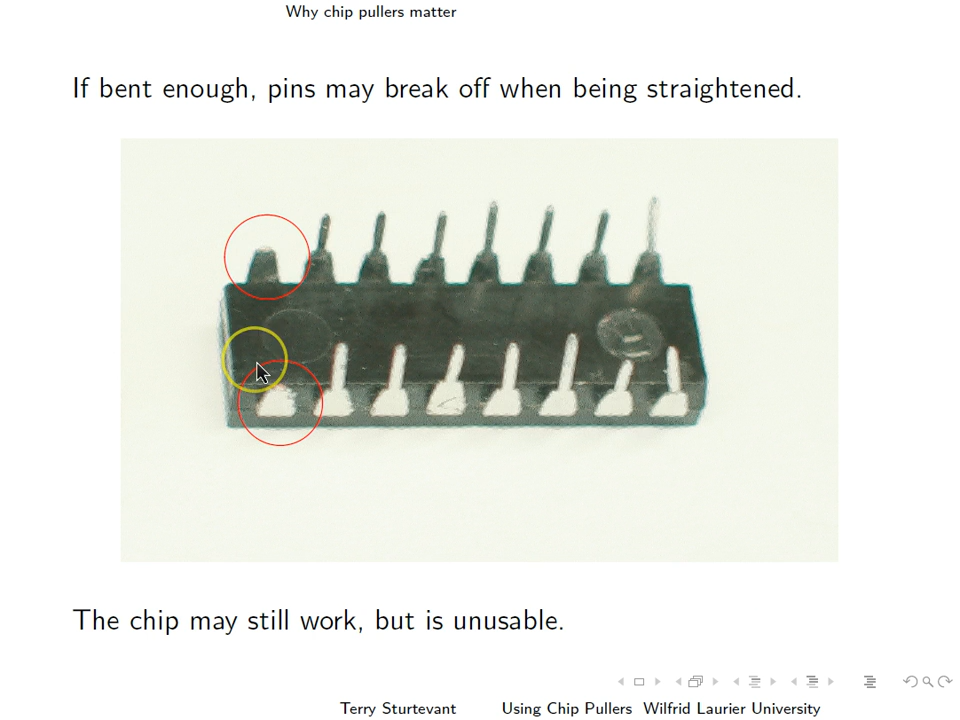 Why chip pullers matter
If bent enough, pins may break off when being straightened.
The chip may still work, but is unusable.
Terry Sturtevant Using Chip Pullers Wilfrid Laurier University